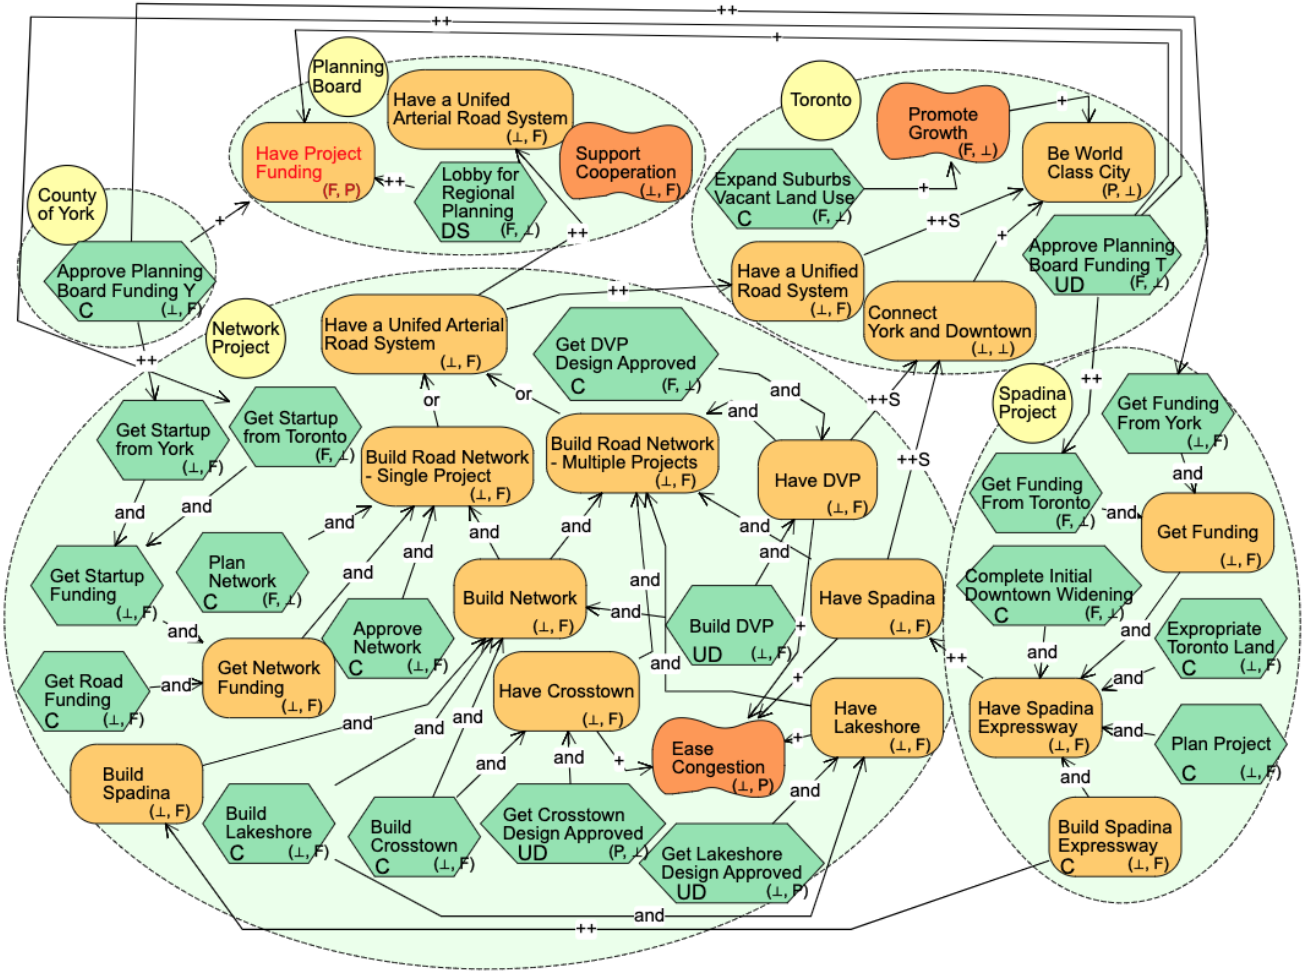 ++
++
+
Planning
Board
Have a Unifed
Arterial Road System
(⊥, F)
Toronto
Promote
Growth
(F, ⊥)
+
Have Project
Funding
(F, P)
Support
Cooperation
(⊥, F)
Be World
Class City
(P, ⊥)
++
Lobby for
Regional
Planning
DS
(F, ⊥)
Expand Suburbs
Vacant Land Use
C
(F, ⊥)
+
County
of York
+
++S
++
+
Approve Planning
Board Funding Y
C
(⊥, F)
Approve Planning
Board Funding T
UD
(F, ⊥)
Have a Unified
Road System
(⊥, F)
++
Connect
York and Downtown
(⊥, ⊥)
Network
Project
Have a Unifed Arterial
Road System
(⊥, F)
Get DVP
Design Approved
C
(F, ⊥)
++
++
Spadina
Project
and
or
or
and
++S
Get Startup
from York
(⊥, F)
Get Startup
from Toronto
(F, ⊥)
Get Funding
From York
(⊥, F)
Build Road Network
- Single Project
(⊥, F)
Build Road Network
- Multiple Projects
(⊥, F)
Have DVP
(⊥, F)
++S
and
Get Funding
From Toronto
(F, ⊥)
and
and
and
and
and
and
and
Get Funding
(⊥, F)
and
and
and
Get Startup
Funding
(⊥, F)
Plan
Network
C
(F, ⊥)
and
Build Network
(⊥, F)
Have Spadina
(⊥, F)
Complete Initial
Downtown Widening
C
(F, ⊥)
and
Build DVP
UD
(⊥, F)
+
and
Approve
Network
C
(⊥, F)
and
and
Expropriate
Toronto Land
C
(⊥, F)
and
++
Get Road
Funding
C
(⊥, F)
and
Get Network
Funding
(⊥, F)
Have Crosstown
(⊥, F)
+
and
and
and
and
Have
Lakeshore
(⊥, F)
Have Spadina
Expressway
(⊥, F)
and
+
Plan Project
C
(⊥, F)
Build
Spadina
(⊥, F)
and
and
+
Ease
Congestion
(⊥, P)
and
and
Build
Lakeshore
C
(⊥, F)
Build
Crosstown
C
(⊥, F)
Get Crosstown
Design Approved
UD
(P, ⊥)
Get Lakeshore
Design Approved
UD
(⊥, P)
Build Spadina
Expressway
C
(⊥, F)
and
++